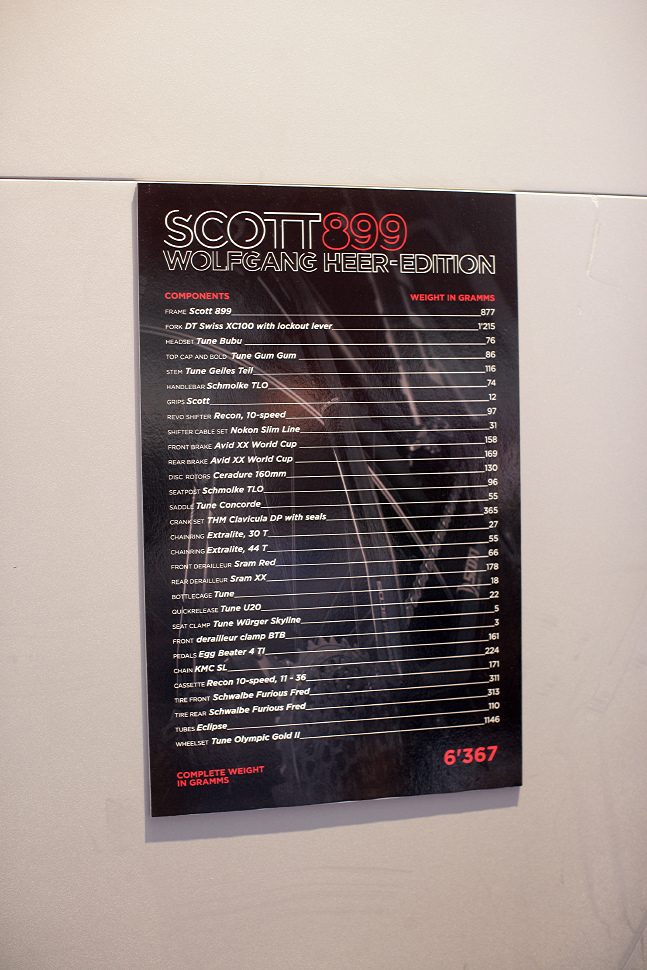 SCOTT899
WOLFGANG HEER-EDITION
COMPONENTS WEIGHT IN GRAMMS
FRAME Scott 899 877
FORK DT Swiss XC100 with lockout lever 1'215
HEADSET Tune Bubu 76
TOP CAP AND BOLD Tune Gum Gum 86
STEM Tune Geiles Teil 116
HANDLEBAR Schmolke TLO 74
GRIPS Scott 12
REVO SHIFTER Recon, 10-speed 97
SHIFTER CABLE SET Nokon Slim Line 31
FRONT BRAKE Avid XX World Cup 158
REAR BRAKE Avid XX World Cup 169
DISC ROTORS Ceradure 160mm 130
SEATPOST Schmolke TLO 96
SADDLE Tune Concorde 55
CRANKSET THM Clavicula DP with seals 365
CHAINRING Extralite, 30 T 27
CHAINRING Extralite, 44 T 55
FRONT DERAILLEUR Sram Red 66
REAR DERAILLEUR Sram XX 178
BOTTLECAGE Tune 18
QUICKRELEASE Tune U20 22
SEAT CLAMP Tune Würger Skyline 5
FRONT derailleur clamp BTB 3
PEDALS Egg Beater 4 TI 161
CHAIN KMC SL 224
CASSETTE Recon 10-speed, 11 - 36 171
TIRE FRONT Schwalbe Furious Fred 311
TIRE REAR Schwalbe Furious Fred 313
TUBES Eclipse 110
WHEELSET Tune Olympic Gold II 1146
COMPLETE WEIGHT 6'367
IN GRAMMS